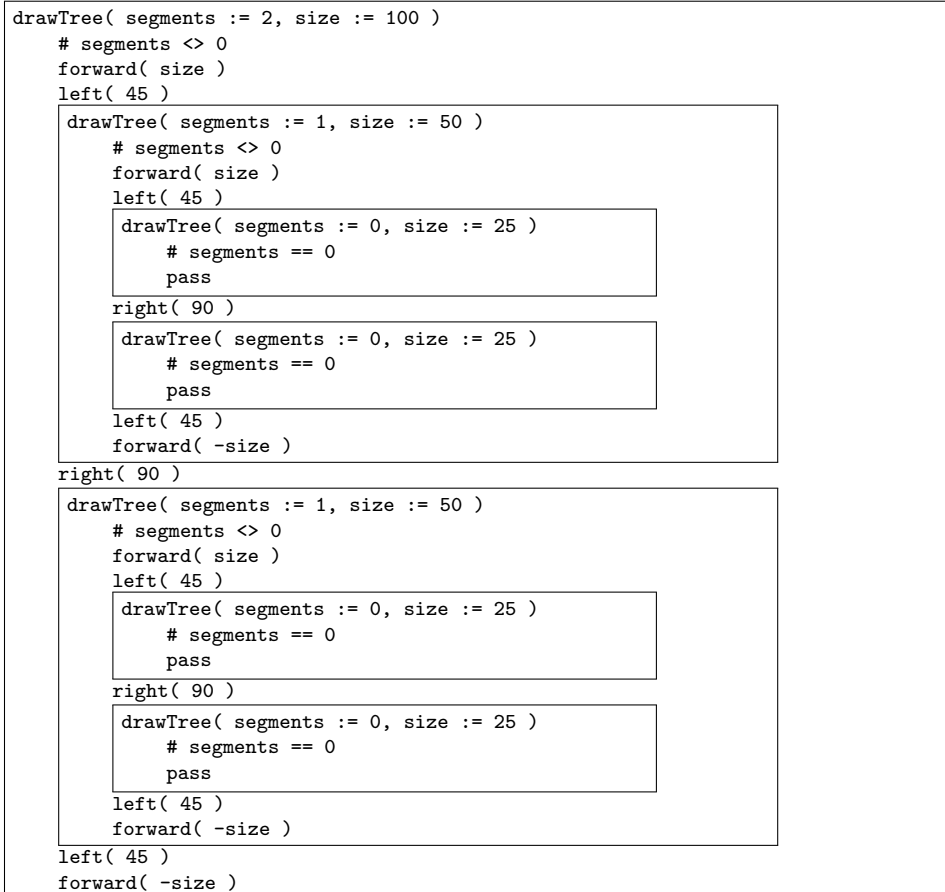 drawTree( segments := 2, size := 100 )
# segments <> 0
forward( size )
left( 45 )
drawTree( segments := 1, size := 50 )
# segments <> 0
forward( size )
left( 45 )
drawTree( segments := 0, size := 25 )
# segments == 0
pass
right( 90 )
drawTree( segments := 0, size := 25 )
# segments == 0
pass
left( 45 )
forward( -size )
right( 90 )
drawTree( segments := 1, size := 50 )
# segments <> 0
forward( size )
left( 45 )
drawTree( segments := 0, size := 25 )
# segments == 0
pass
right( 90 )
drawTree( segments := 0, size := 25 )
# segments == 0
pass
left( 45 )
forward( -size )
left( 45 )
forward( -size )